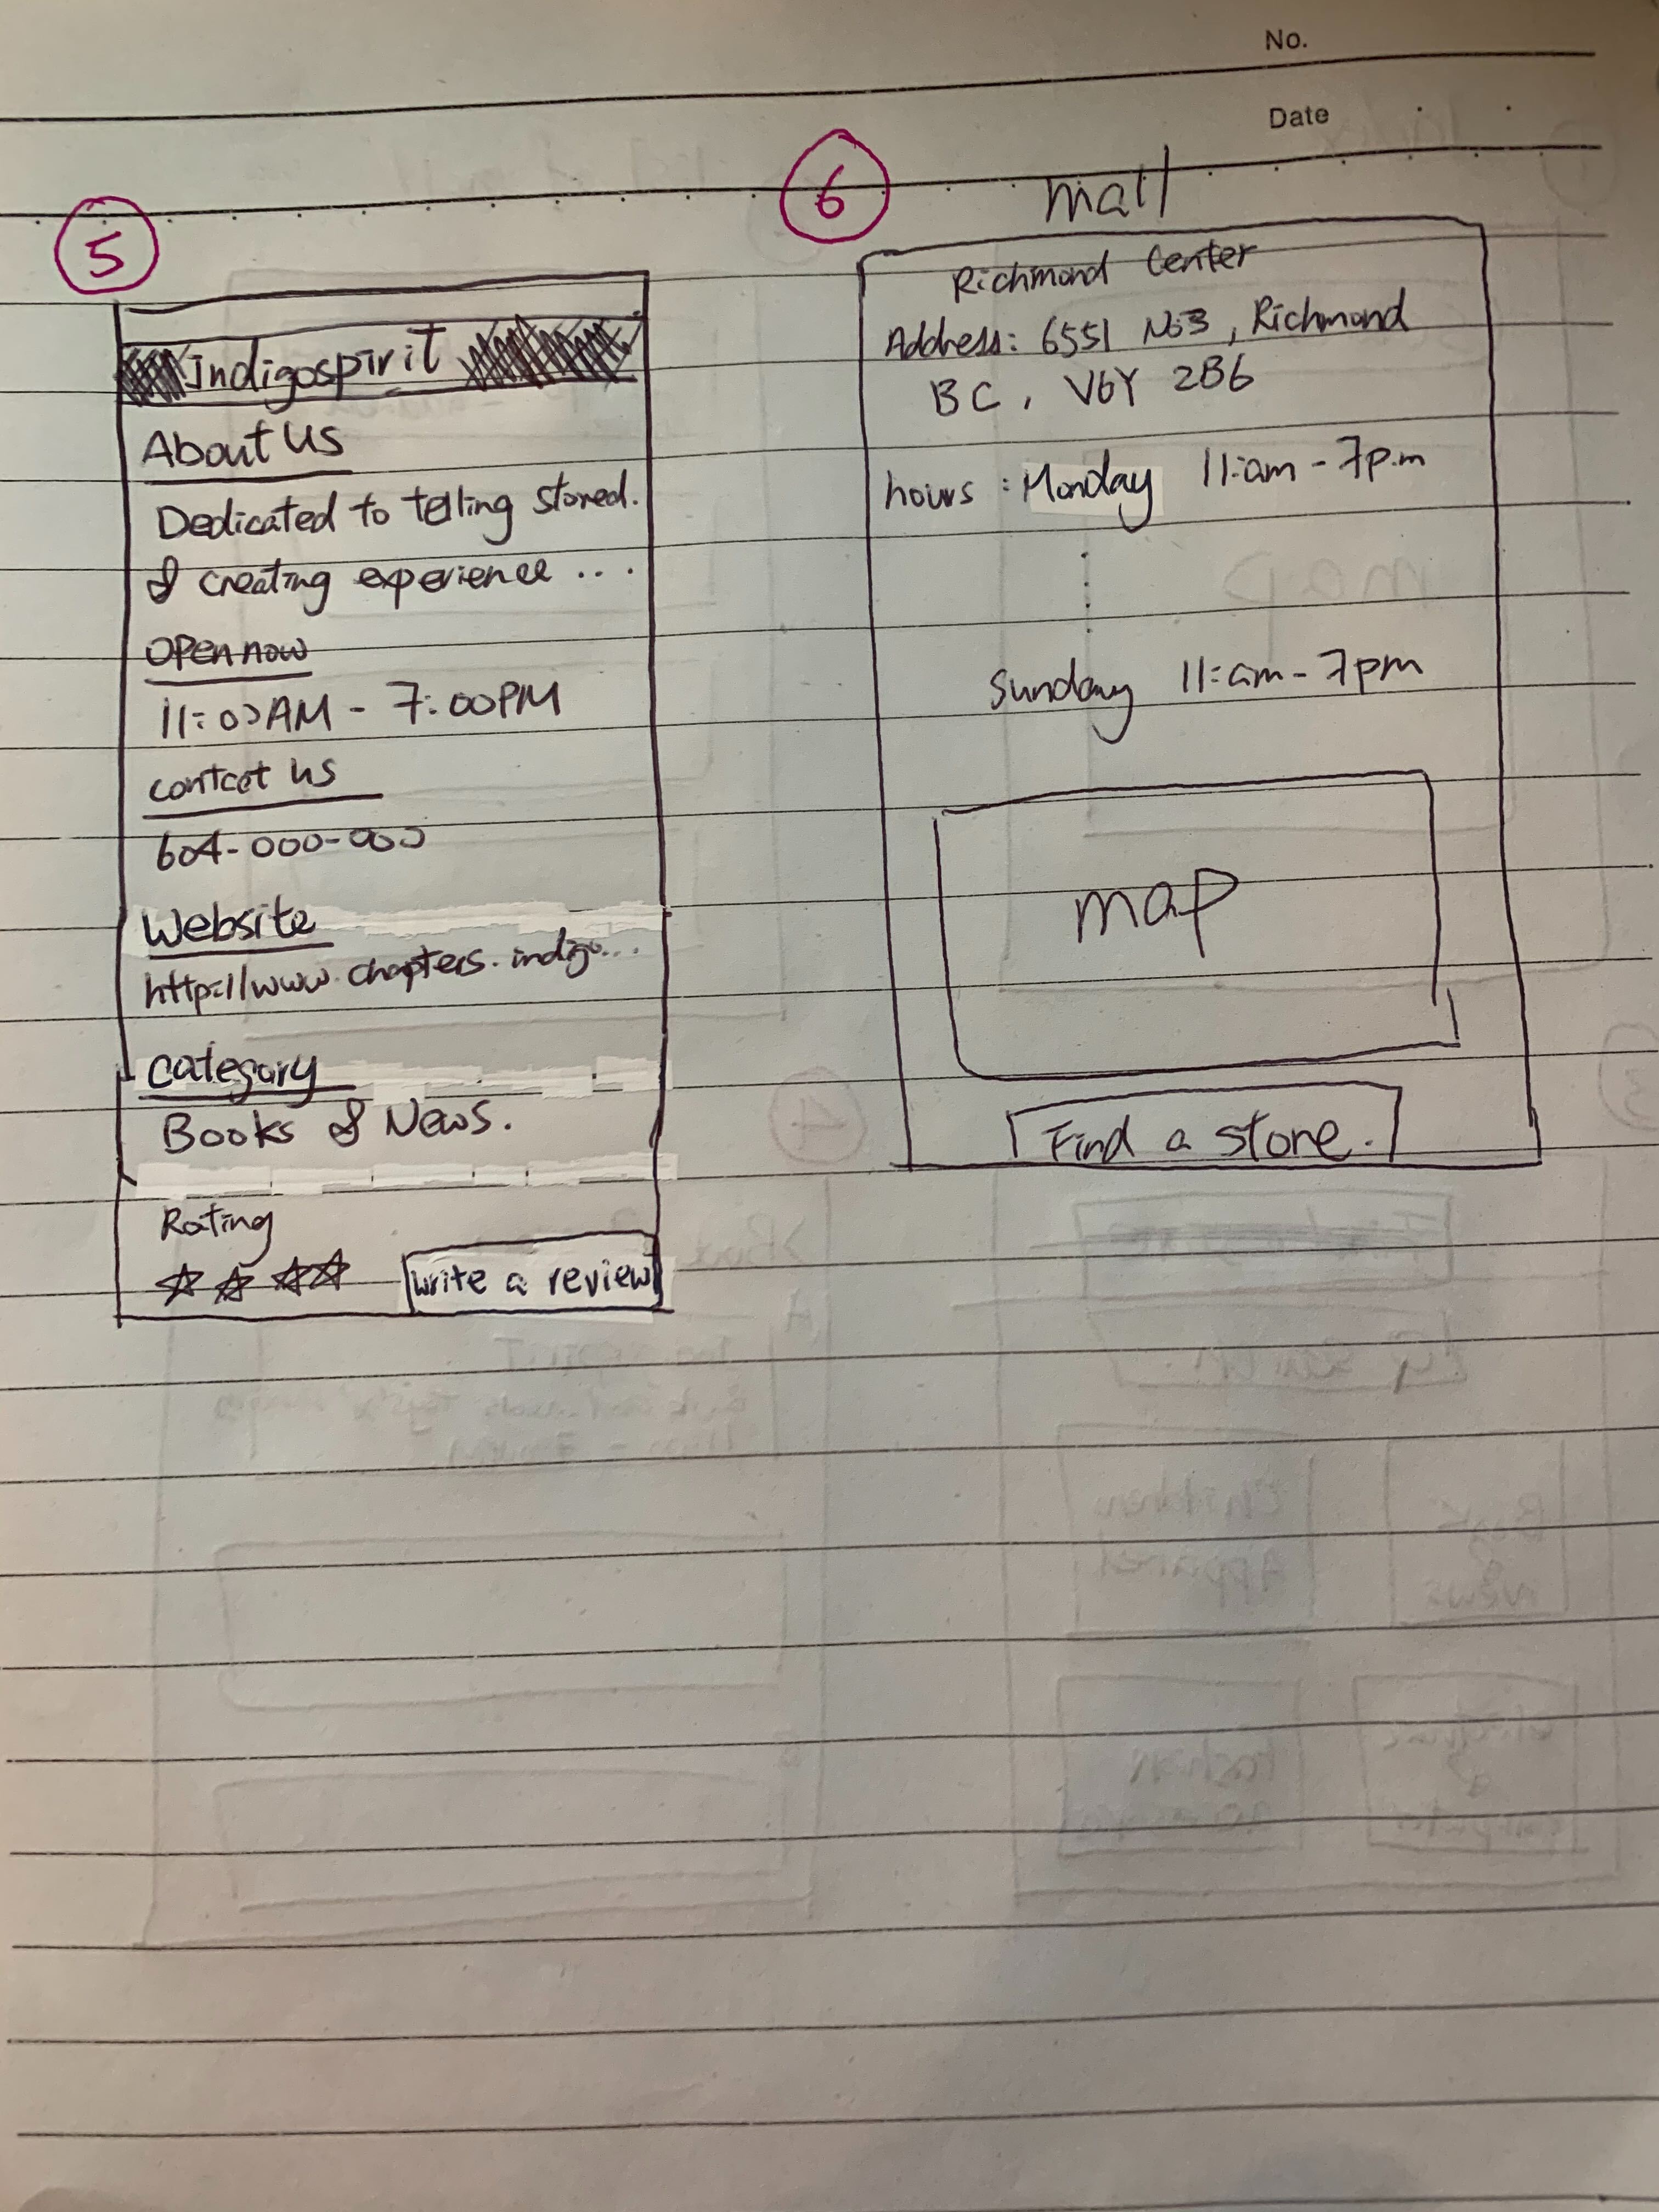 No.
Date
5
Indigospirit
About Us
Dedicated to telling stored.
& creating experience ...
Open now
11:00AM - 7:00PM
contcet us
604-000-000
Website
http://www.chapters.indigo...
Category
Books & News.
Rating
write a review
6
mall
Richmond Center
Address: 6551 No3, Richmond
BC, V6Y 2B6
hours : Monday 11:am - 7p.m
Sunday 11:am - 7pm
map
Find a store.